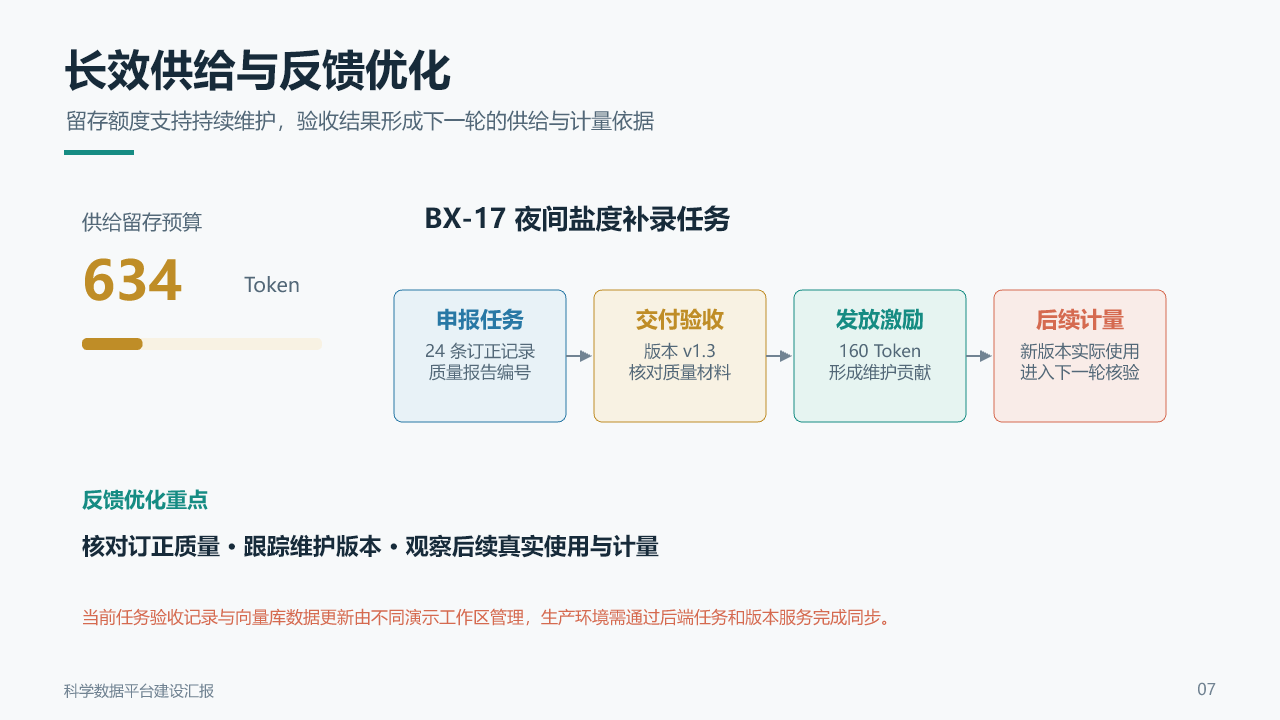 长效供给与反馈优化
留存额度支持持续维护，验收结果形成下一轮的供给与计量依据
供给留存预算
634 Token
BX-17 夜间盐度补录任务
申报任务
24 条订正记录
质量报告编号
交付验收
版本 v1.3
核对质量材料
发放激励
160 Token
形成维护贡献
后续计量
新版本实际使用
进入下一轮核验
反馈优化重点
核对订正质量·跟踪维护版本·观察后续真实使用与计量
当前任务验收记录与向量库数据更新由不同演示工作区管理，生产环境需通过后端任务和版本服务完成同步。
科学数据平台建设汇报
07